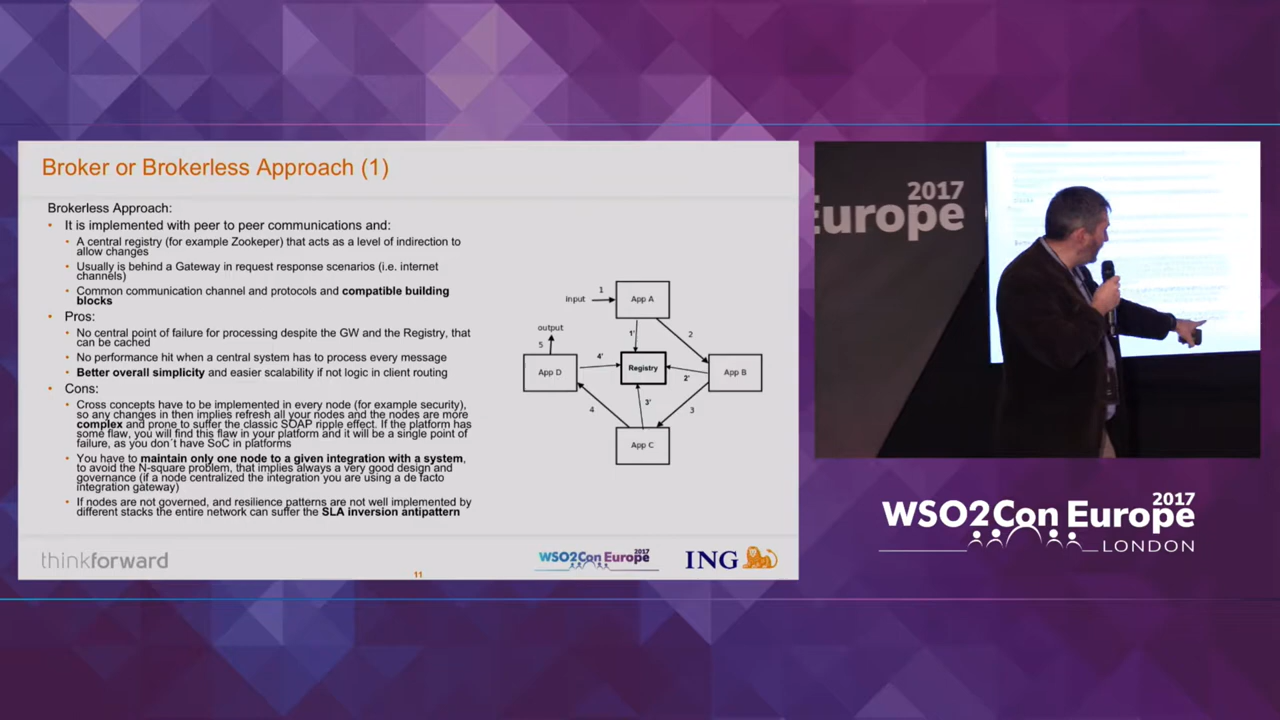 Broker or Brokerless Approach (1)
Brokerless Approach:
• It is implemented with peer to peer communications and:
• A central registry (for example Zookeper) that acts as a level of indirection to
allow changes
• Usually is behind a Gateway in request response scenarios (i.e. internet
channels)
• Common communication channel and protocols and compatible building
blocks
• Pros:
• No central point of failure for processing despite the GW and the Registry, that
can be cached
• No performance hit when a central system has to process every message
• Better overall simplicity and easier scalability if not logic in client routing
• Cons:
• Cross concepts have to be implemented in every node (for example security),
so any changes in then implies refresh all your nodes and the nodes are more
complex and prone to suffer the classic SOAP ripple effect. If the platform has
some flaw, you will find this flaw in your platform and it will be a single point of
failure, as you don´t have SoC in platforms
• You have to maintain only one node to a given integration with a system,
to avoid the N-square problem, that implies always a very good design and
governance (if a node centralized the integration you are using a de facto
integration gateway)
• If nodes are not governed, and resilience patterns are not well implemented by
different stacks the entire network can suffer the SLA inversion antipattern
input
1
App A
output
5
1'
2
4'
App D
Registry
2'
App B
4
3'
3
App C
thinkforward
WSO2Con Europe 2017
ING
11
2017
Europe
2017
WSO2Con Europe
LONDON